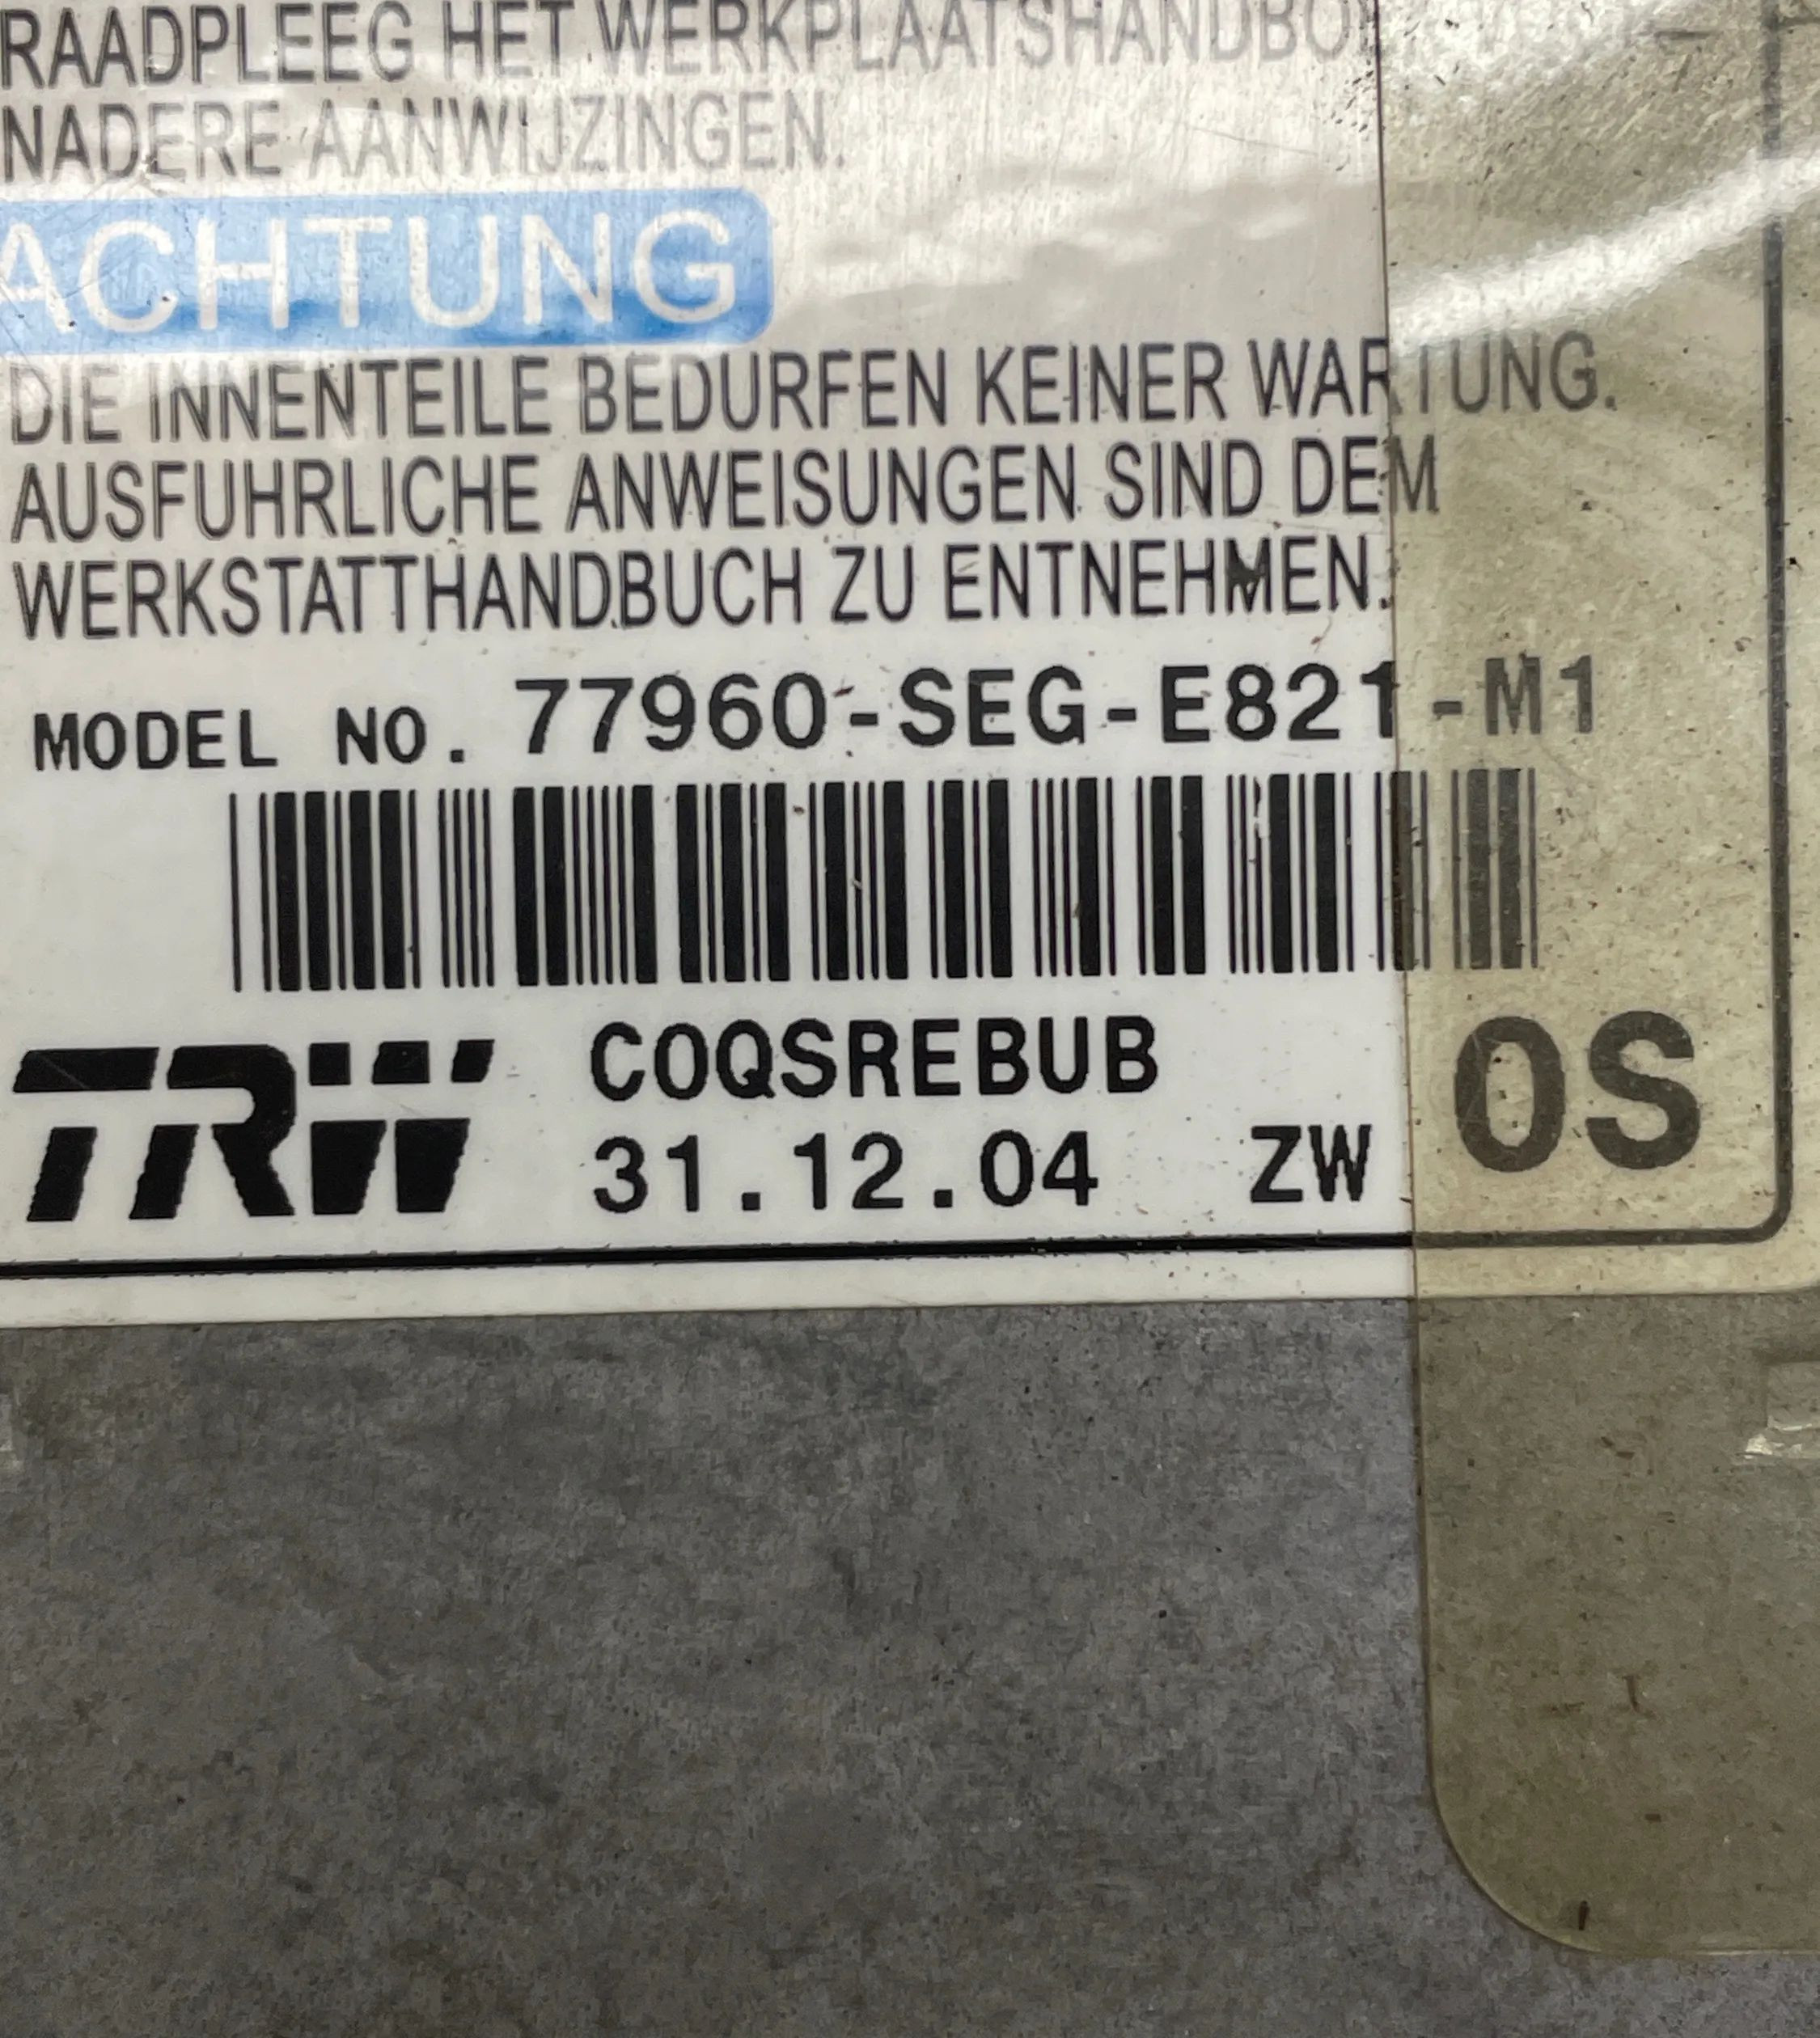 RAADPLEEG HET WERKPLAATSHANDBO
NADERE AANWIJZINGEN.
ACHTUNG
DIE INNENTEILE BEDURFEN KEINER WARTUNG.
AUSFUHRLICHE ANWEISUNGEN SIND DEM
WERKSTATTHANDBUCH ZU ENTNEHMEN.
MODEL NO. 77960-SEG-E821-M1
TRW COQSREBUB
31.12.04 ZW OS